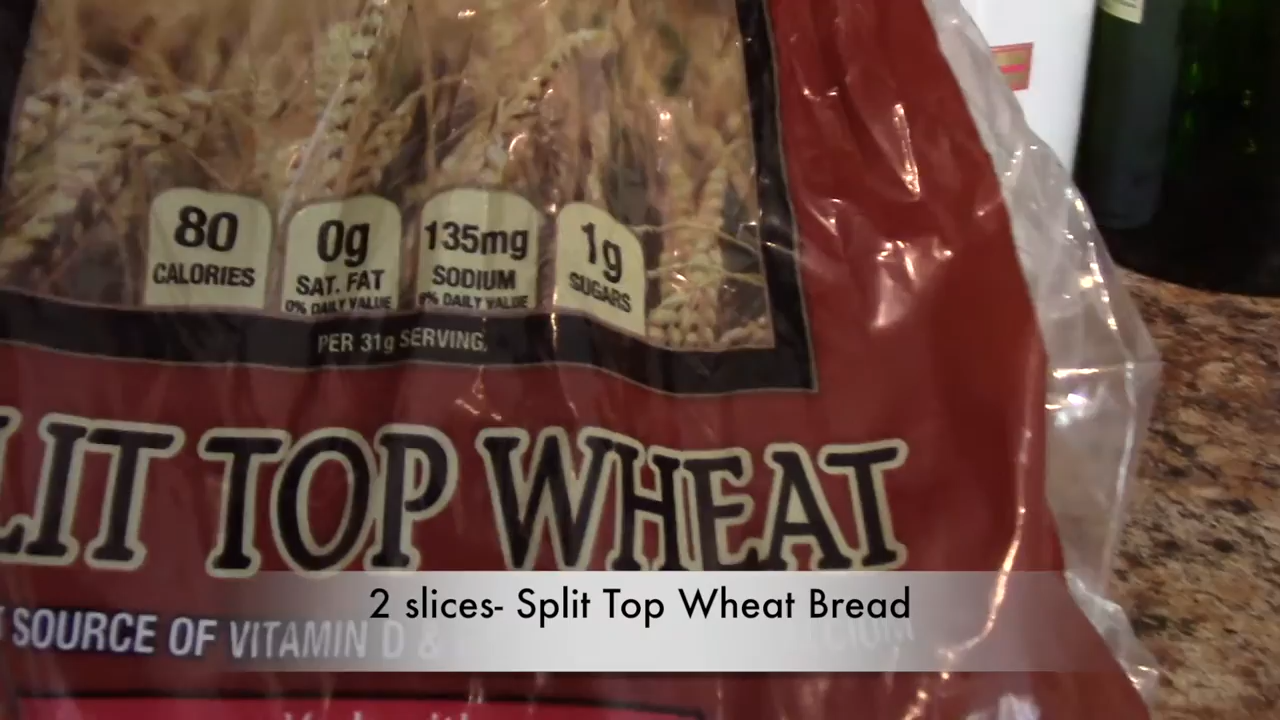 80
CALORIES
0g
SAT. FAT
0% DAILY VALUE
135mg
SODIUM
6% DAILY VALUE
1g
SUGARS
PER 31g SERVING
LIT TOP WHEAT
2 slices- Split Top Wheat Bread
SOURCE OF VITAMIN D &